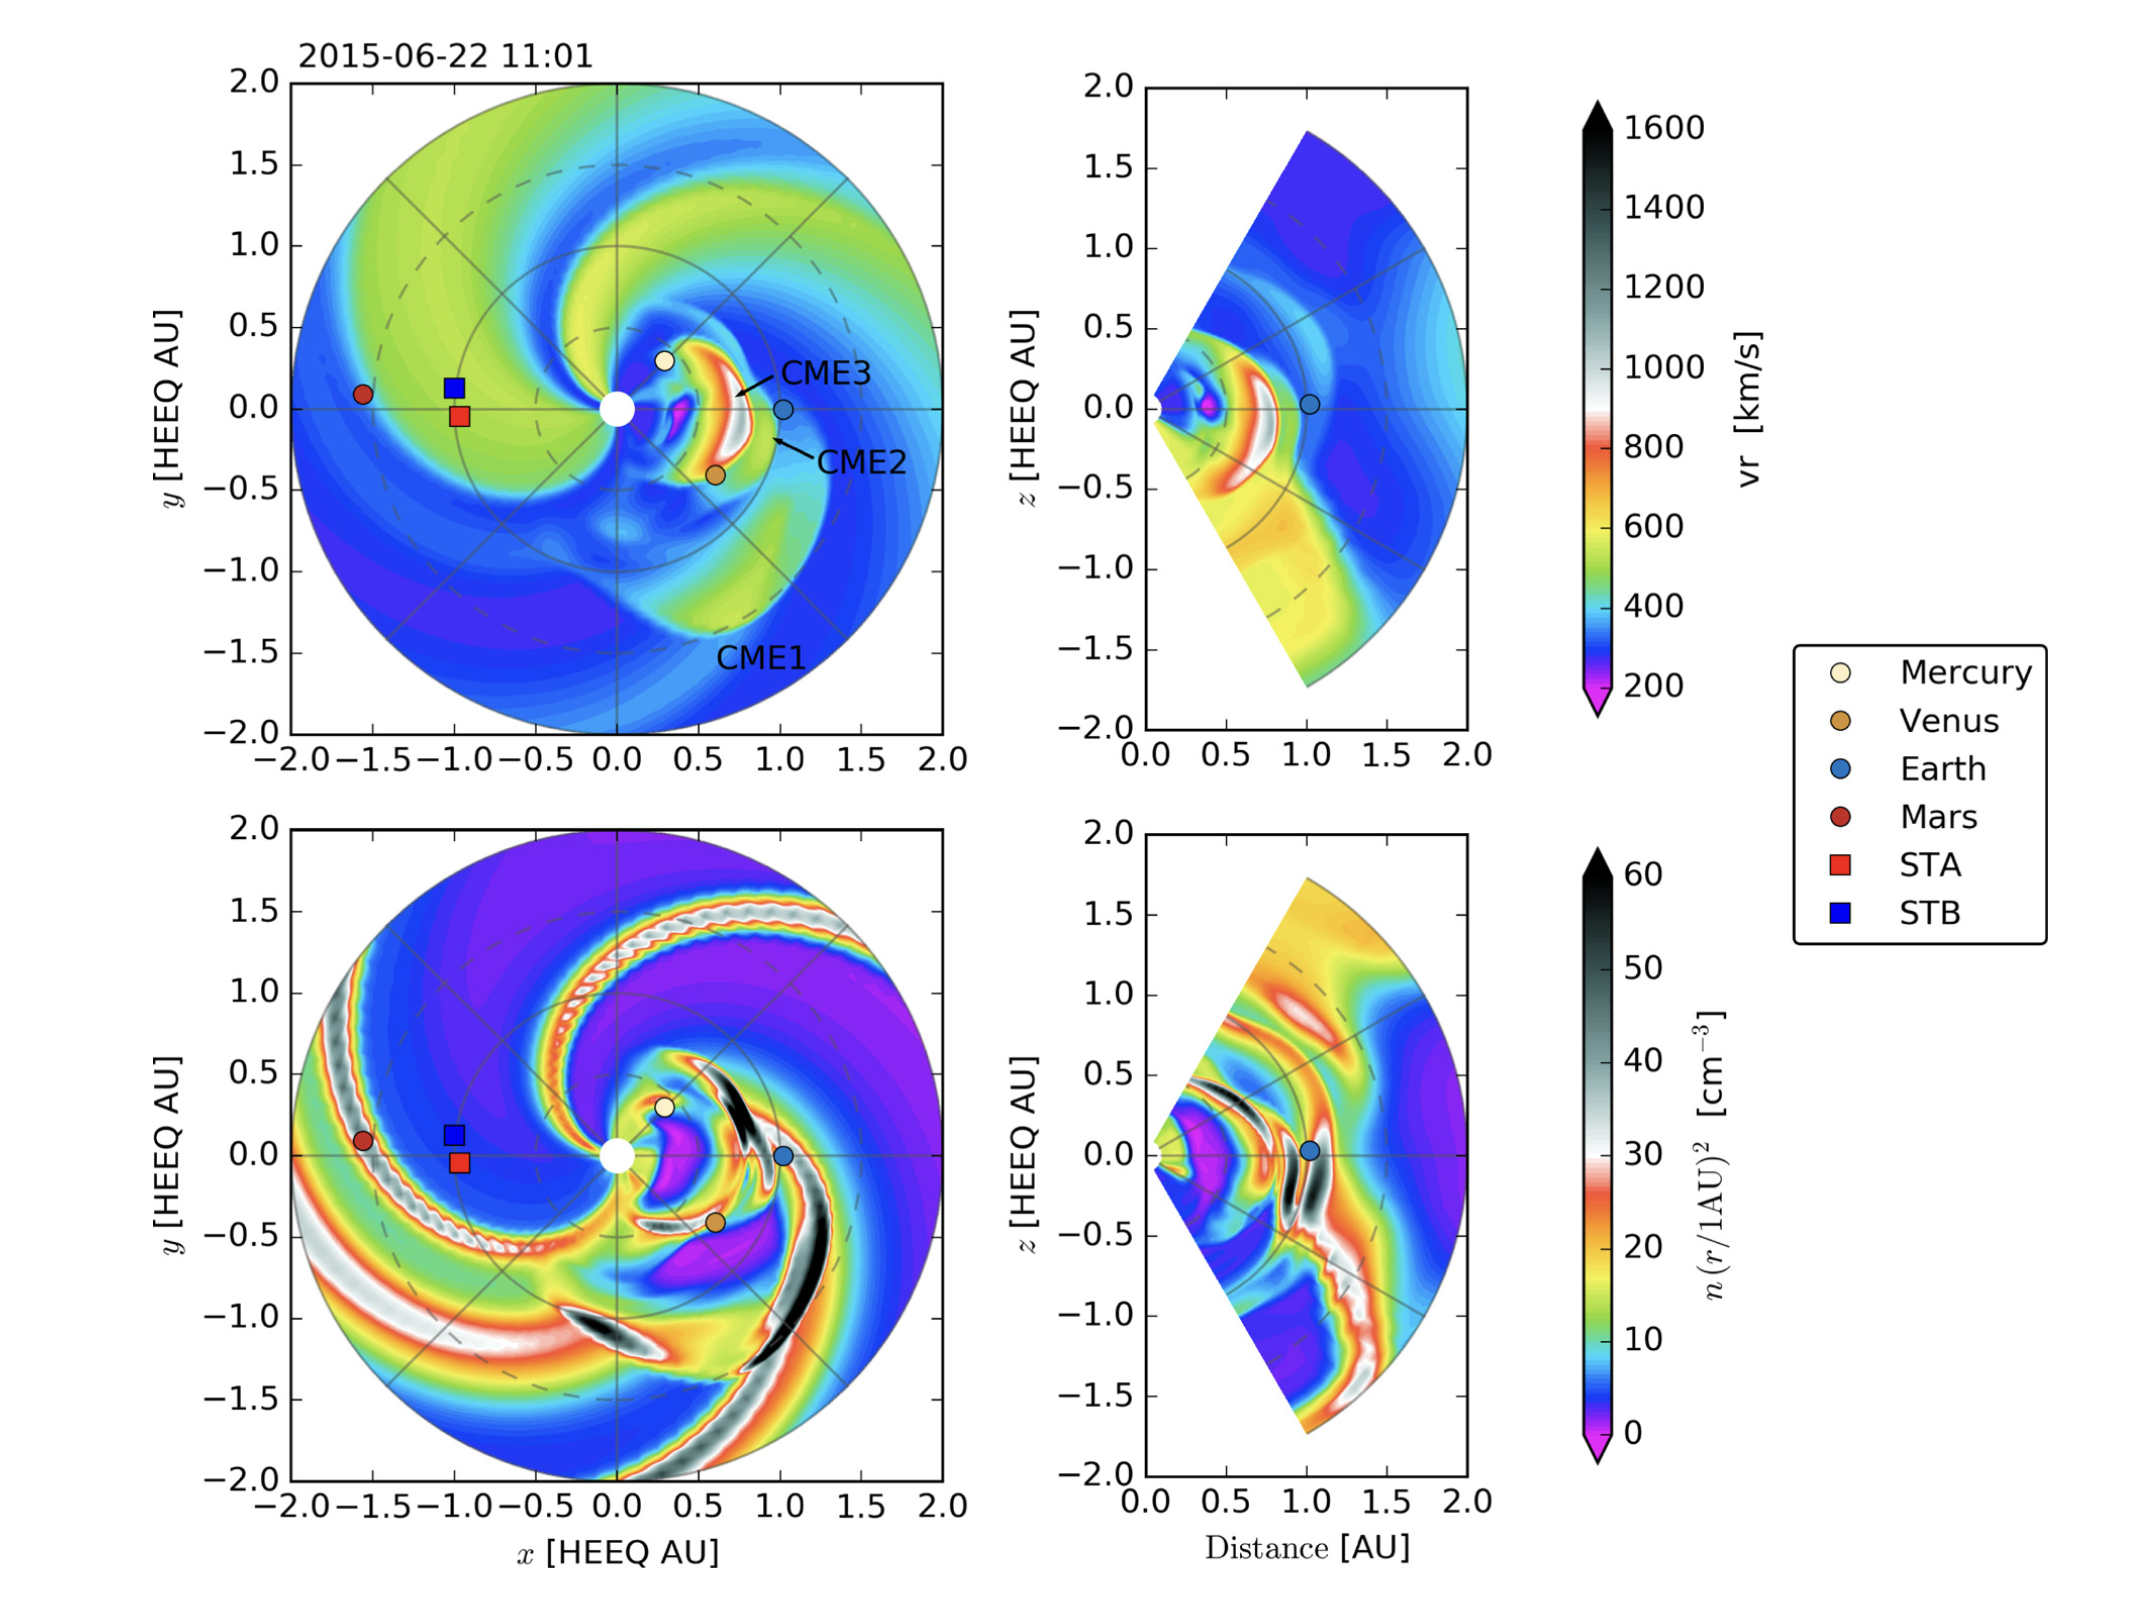 2015-06-22 11:01
2.0
1.5
1.0
0.5
0.0
−0.5
−1.0
−1.5
−2.0
y [HEEQ AU]
−2.0 −1.5 −1.0 −0.5 0.0 0.5 1.0 1.5 2.0
CME3
CME2
CME1
2.0
1.5
1.0
0.5
0.0
−0.5
−1.0
−1.5
−2.0
z [HEEQ AU]
0.0 0.5 1.0 1.5 2.0
1600
1400
1200
1000
800
600
400
200
vr [km/s]
Mercury
Venus
Earth
Mars
STA
STB
2.0
1.5
1.0
0.5
0.0
−0.5
−1.0
−1.5
−2.0
y [HEEQ AU]
−2.0 −1.5 −1.0 −0.5 0.0 0.5 1.0 1.5 2.0
x [HEEQ AU]
2.0
1.5
1.0
0.5
0.0
−0.5
−1.0
−1.5
−2.0
z [HEEQ AU]
0.0 0.5 1.0 1.5 2.0
Distance [AU]
60
50
40
30
20
10
0
n(r/1AU)² [cm⁻³]